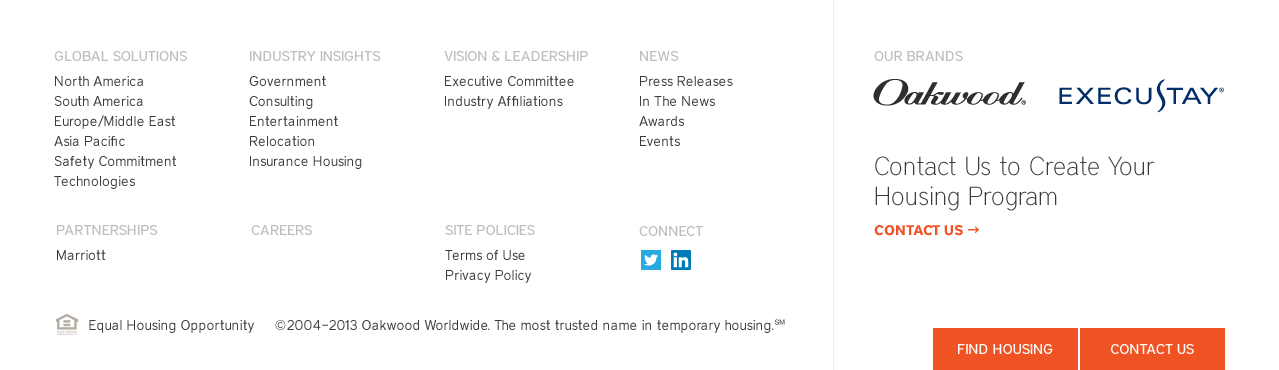 GLOBAL SOLUTIONS
North America
South America
Europe/Middle East
Asia Pacific
Safety Commitment
Technologies
INDUSTRY INSIGHTS
Government
Consulting
Entertainment
Relocation
Insurance Housing
VISION & LEADERSHIP
Executive Committee
Industry Affiliations
NEWS
Press Releases
In The News
Awards
Events
PARTNERSHIPS
Marriott
CAREERS
SITE POLICIES
Terms of Use
Privacy Policy
CONNECT
in
Equal Housing Opportunity
©2004–2013 Oakwood Worldwide. The most trusted name in temporary housing.℠
OUR BRANDS
Oakwood®
EXECUSTAY®
Contact Us to Create Your
Housing Program
CONTACT US →
FIND HOUSING
CONTACT US